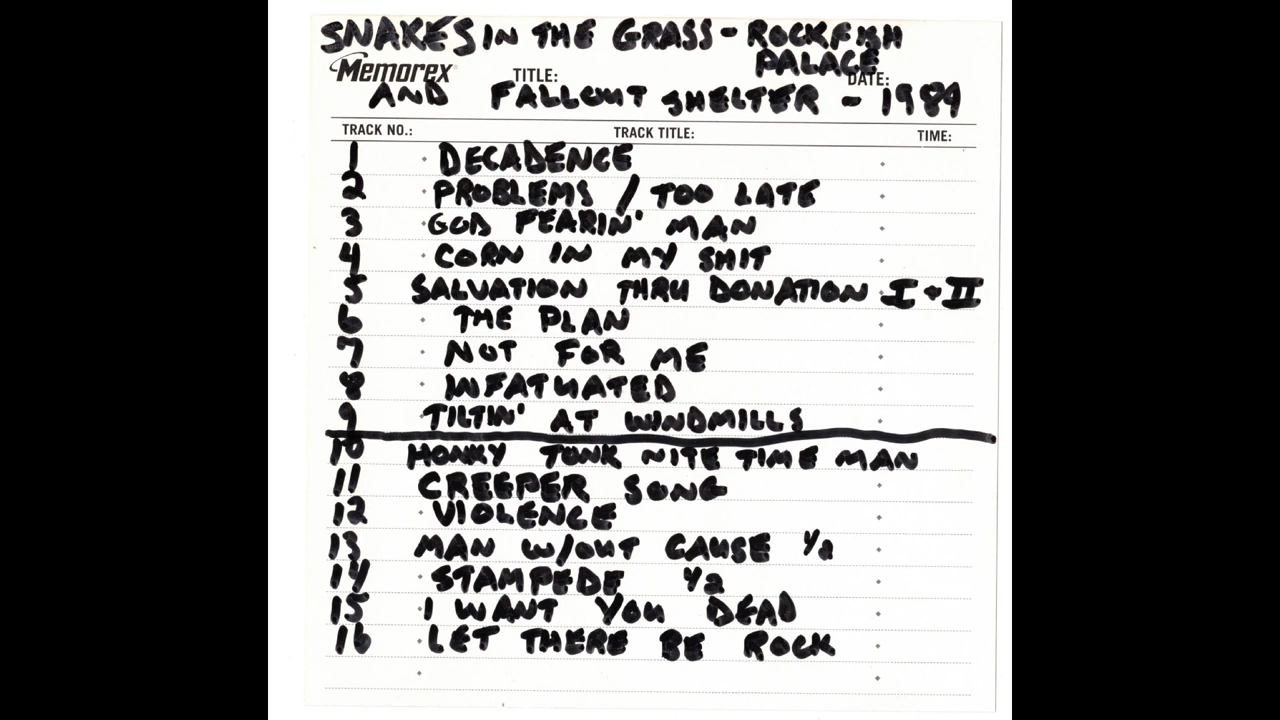 SNAKES IN THE GRASS - ROCKFISH
PALACE
Memorex TITLE: DATE:
AND FALLOUT SHELTER - 1989
TRACK NO.: TRACK TITLE: TIME:
1 DECADENCE
2 PROBLEMS / TOO LATE
3 GOD FEARIN' MAN
4 CORN IN MY SHIT
5 SALVATION THRU DONATION I + II
6 THE PLAN
7 NOT FOR ME
8 INFATUATED
9 TILTIN' AT WINDMILLS
10 HONKY TONK NITE TIME MAN
11 CREEPER SONG
12 VIOLENCE
13 MAN W/OUT CAUSE 1/2
14 STAMPEDE 1/2
15 I WANT YOU DEAD
16 LET THERE BE ROCK